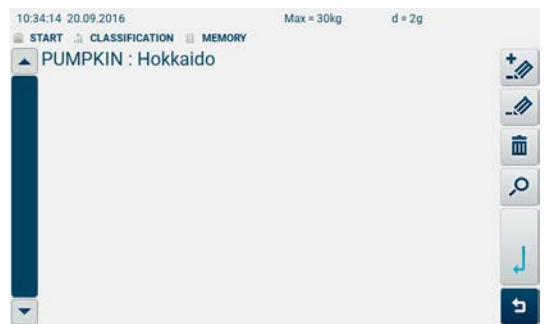 10:34:14 20.09.2016 Max = 30kg d = 2g
START CLASSIFICATION MEMORY
PUMPKIN : Hokkaido